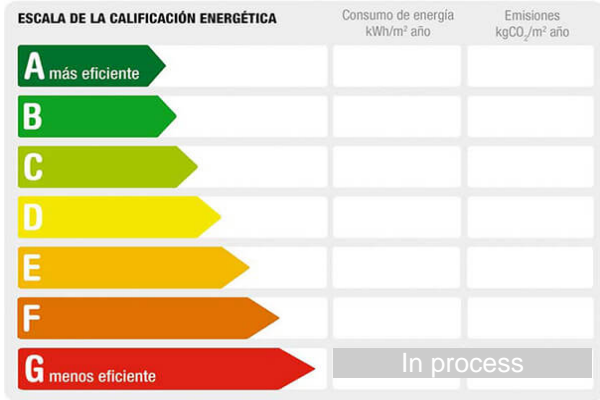 ESCALA DE LA CALIFICACIÓN ENERGÉTICA
Consumo de energía
kWh/m² año
Emisiones
kgCO₂/m² año
A más eficiente
B
C
D
E
F
G menos eficiente
In process